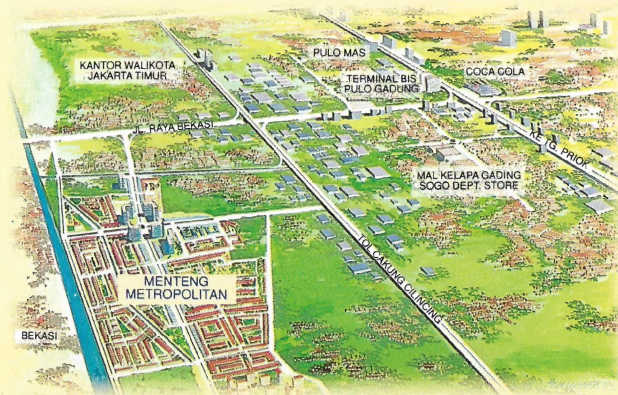 KANTOR WALIKOTA
JAKARTA TIMUR
PULO MAS
TERMINAL BIS
PULO GADUNG
COCA COLA
JL. RAYA BEKASI
KE TG. PRIOK
MAL KELAPA GADING
SOGO DEPT. STORE
TOL CAKUNG CILINCING
MENTENG
METROPOLITAN
BEKASI